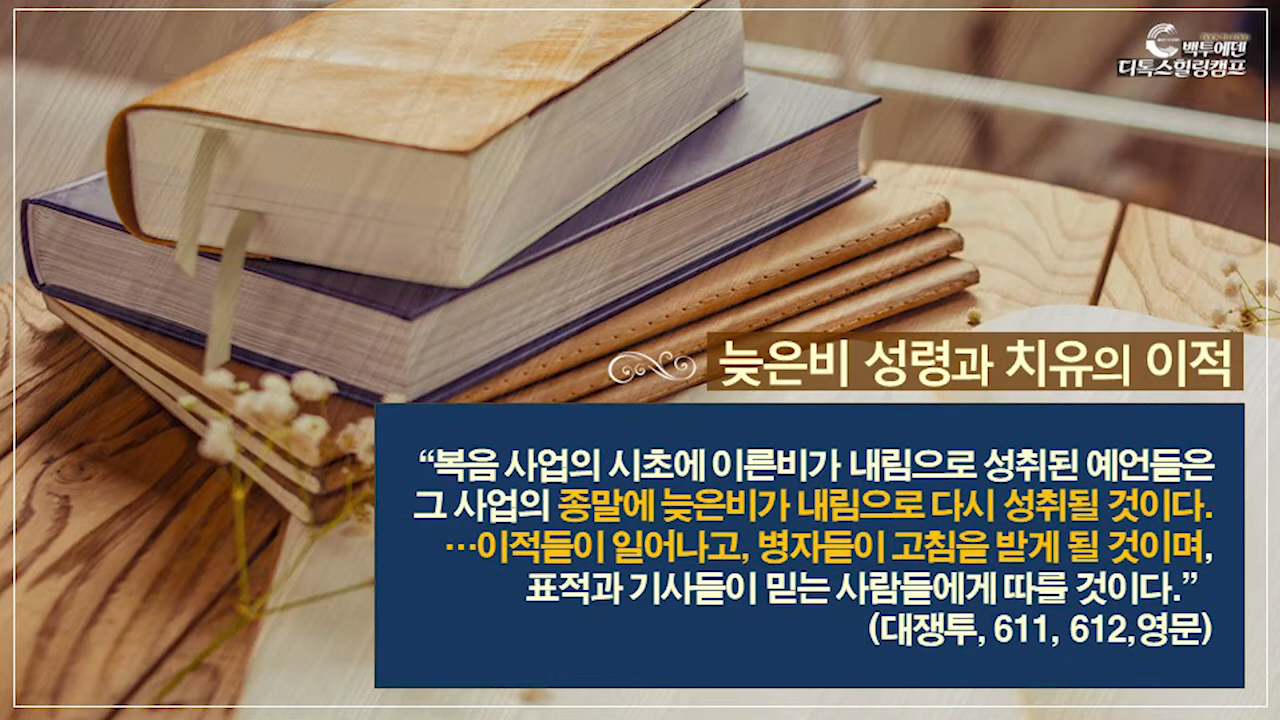 백투에덴
디톡스힐링캠프
늦은비 성령과 치유의 이적
“복음 사업의 시초에 이른비가 내림으로 성취된 예언들은
그 사업의 종말에 늦은비가 내림으로 다시 성취될 것이다.
…이적들이 일어나고, 병자들이 고침을 받게 될 것이며,
표적과 기사들이 믿는 사람들에게 따를 것이다.”
(대쟁투, 611, 612,영문)